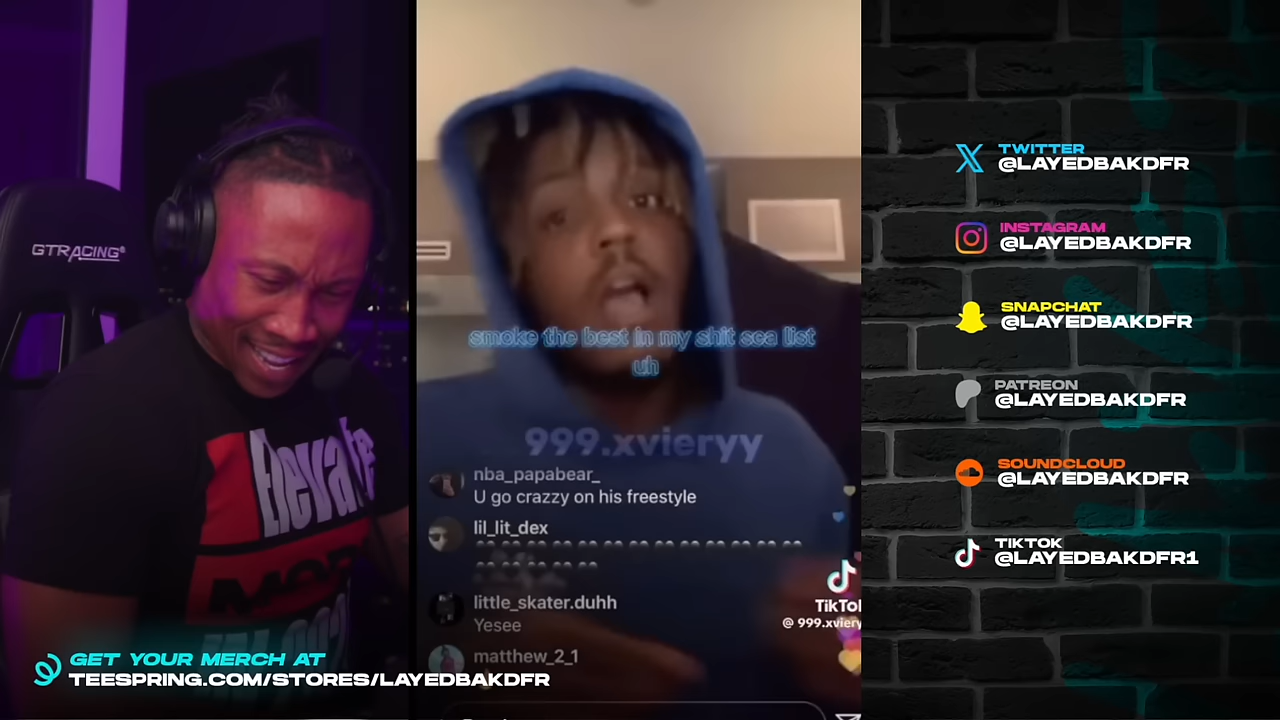 GTRACING®
Elevate
GET YOUR MERCH AT
TEESPRING.COM/STORES/LAYEDBAKDFR
smoke the best in my shit sea list
uh
999.xvieryy
nba_papabear_
U go crazzy on his freestyle
lil_lit_dex
little_skater.duhh
Yesee
matthew_2_1
TikTo
@ 999.xviery
TWITTER
@LAYEDBAKDFR
INSTAGRAM
@LAYEDBAKDFR
SNAPCHAT
@LAYEDBAKDFR
PATREON
@LAYEDBAKDFR
SOUNDCLOUD
@LAYEDBAKDFR
TIKTOK
@LAYEDBAKDFR1